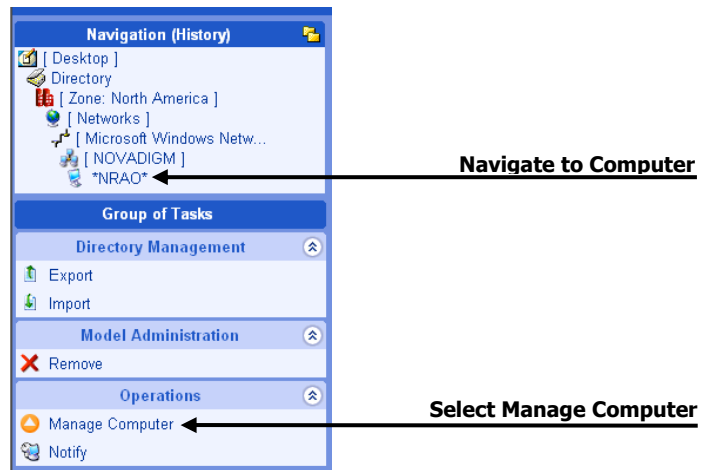 Navigation (History)
[ Desktop ]
Directory
[ Zone: North America ]
[ Networks ]
[ Microsoft Windows Netw...
[ NOVADIGM ]
*NRAO*
Navigate to Computer
Group of Tasks
Directory Management
Export
Import
Model Administration
Remove
Operations
Manage Computer
Select Manage Computer
Notify